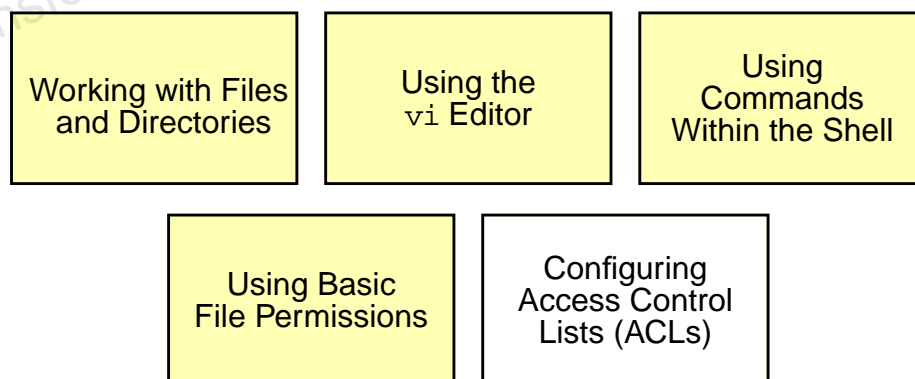 Working with Files
and Directories
Using the
vi Editor
Using
Commands
Within the Shell
Using Basic
File Permissions
Configuring
Access Control
Lists (ACLs)